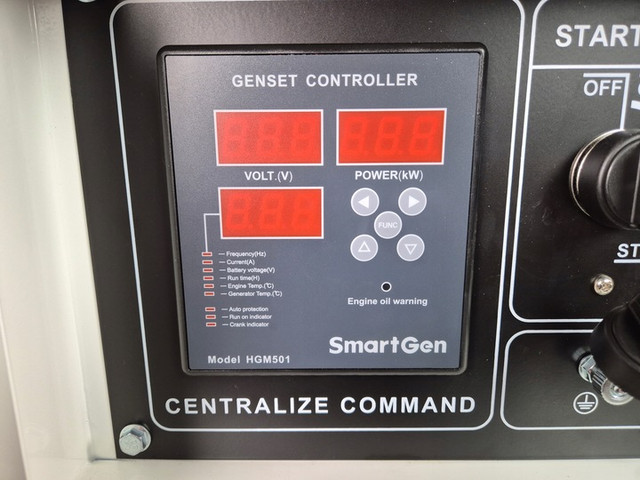 GENSET CONTROLLER
VOLT.(V)
POWER(kW)
FUNC
Frequency(Hz)
Current(A)
Battery voltage(V)
Run time(H)
Engine Temp.(℃)
Generator Temp.(℃)
Auto protection
Run on indicator
Crank indicator
Engine oil warning
Model HGM501
SmartGen
CENTRALIZE COMMAND
START
OFF
ST